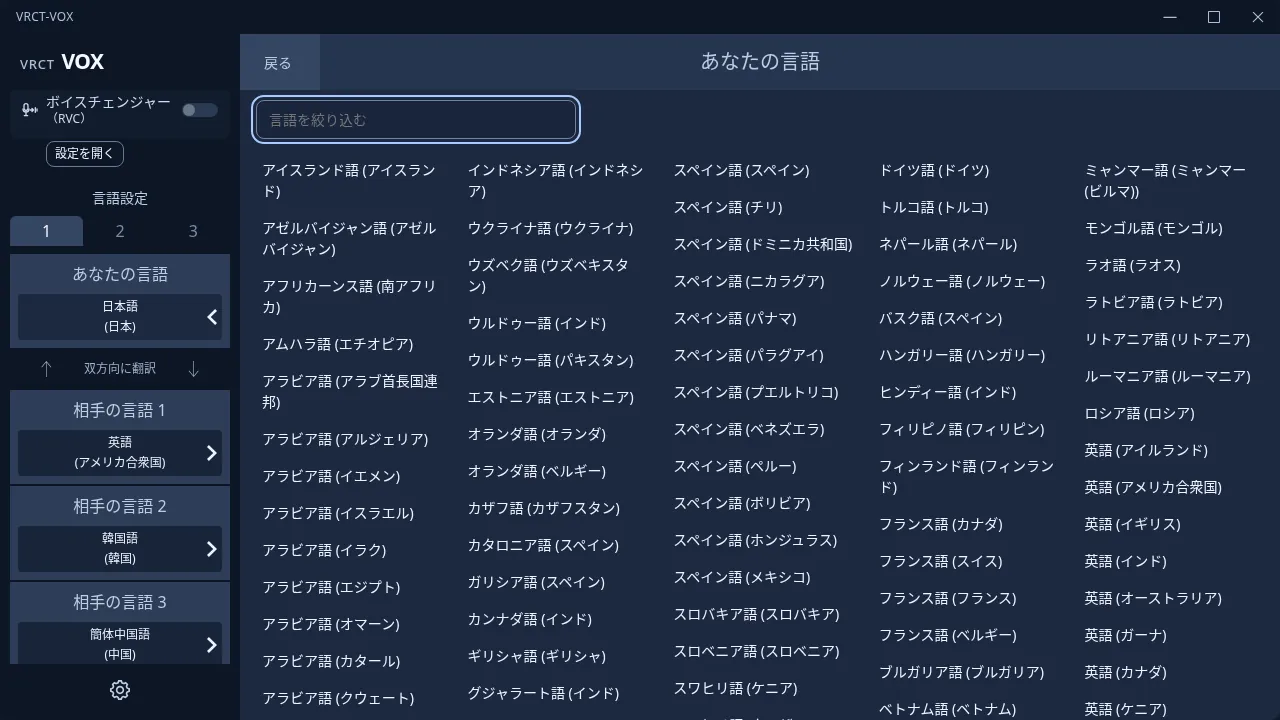 VRCT-VOX
VRCT VOX
ボイスチェンジャー
（RVC）
設定を開く
言語設定
1
2
3
あなたの言語
日本語
(日本)
双方向に翻訳
相手の言語 1
英語
(アメリカ合衆国)
相手の言語 2
韓国語
(韓国)
相手の言語 3
簡体中国語
(中国)
戻る
あなたの言語
言語を絞り込む
アイスランド語 (アイスラン
ド)
アゼルバイジャン語 (アゼル
バイジャン)
アフリカーンス語 (南アフリ
カ)
アムハラ語 (エチオピア)
アラビア語 (アラブ首長国連
邦)
アラビア語 (アルジェリア)
アラビア語 (イエメン)
アラビア語 (イスラエル)
アラビア語 (イラク)
アラビア語 (エジプト)
アラビア語 (オマーン)
アラビア語 (カタール)
アラビア語 (クウェート)
インドネシア語 (インドネシ
ア)
ウクライナ語 (ウクライナ)
ウズベク語 (ウズベキスタ
ン)
ウルドゥー語 (インド)
ウルドゥー語 (パキスタン)
エストニア語 (エストニア)
オランダ語 (オランダ)
オランダ語 (ベルギー)
カザフ語 (カザフスタン)
カタロニア語 (スペイン)
ガリシア語 (スペイン)
カンナダ語 (インド)
ギリシャ語 (ギリシャ)
グジャラート語 (インド)
スペイン語 (スペイン)
スペイン語 (チリ)
スペイン語 (ドミニカ共和国)
スペイン語 (ニカラグア)
スペイン語 (パナマ)
スペイン語 (パラグアイ)
スペイン語 (プエルトリコ)
スペイン語 (ベネズエラ)
スペイン語 (ペルー)
スペイン語 (ボリビア)
スペイン語 (ホンジュラス)
スペイン語 (メキシコ)
スロバキア語 (スロバキア)
スロベニア語 (スロベニア)
スワヒリ語 (ケニア)
ドイツ語 (ドイツ)
トルコ語 (トルコ)
ネパール語 (ネパール)
ノルウェー語 (ノルウェー)
バスク語 (スペイン)
ハンガリー語 (ハンガリー)
ヒンディー語 (インド)
フィリピノ語 (フィリピン)
フィンランド語 (フィンラン
ド)
フランス語 (カナダ)
フランス語 (スイス)
フランス語 (フランス)
フランス語 (ベルギー)
ブルガリア語 (ブルガリア)
ベトナム語 (ベトナム)
ミャンマー語 (ミャンマー
(ビルマ))
モンゴル語 (モンゴル)
ラオ語 (ラオス)
ラトビア語 (ラトビア)
リトアニア語 (リトアニア)
ルーマニア語 (ルーマニア)
ロシア語 (ロシア)
英語 (アイルランド)
英語 (アメリカ合衆国)
英語 (イギリス)
英語 (インド)
英語 (オーストラリア)
英語 (ガーナ)
英語 (カナダ)
英語 (ケニア)